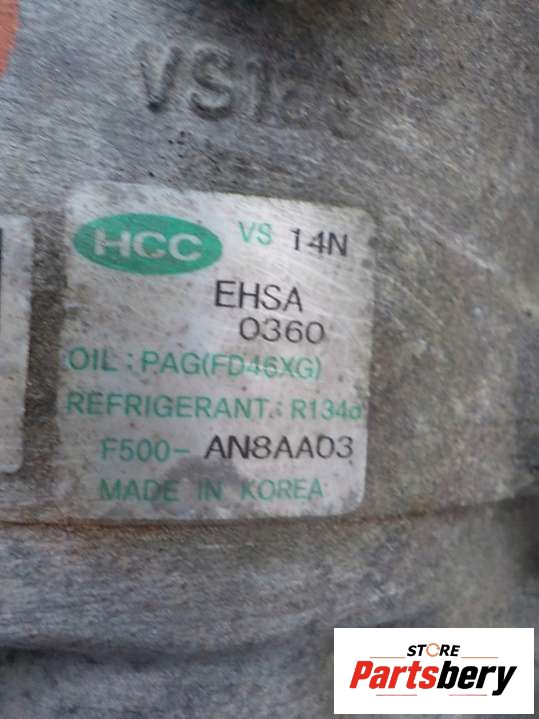 HCC VS 14N
EHSA
0360
OIL : PAG(FD46XG)
REFRIGERANT : R134a
F500- AN8AA03
MADE IN KOREA
STORE
Partsbery